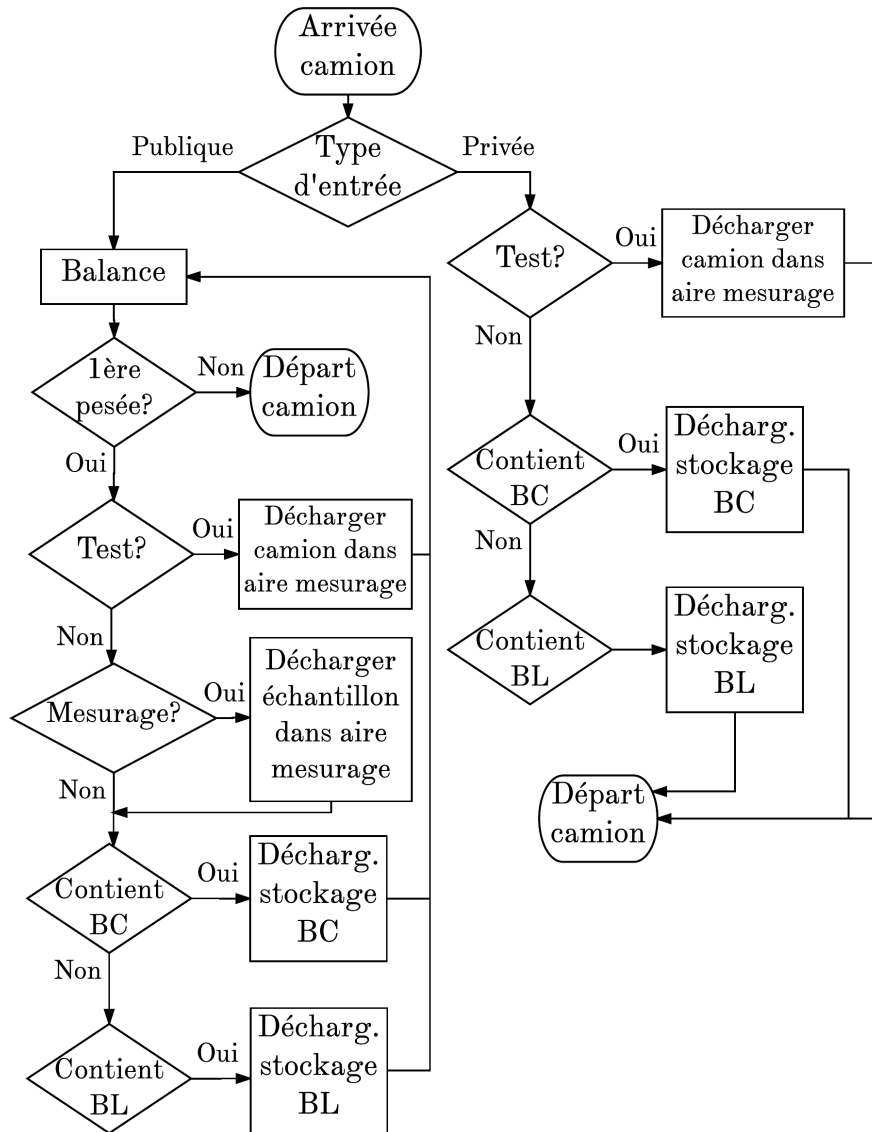 Arrivée
camion
Publique
Type
d'entrée
Privée
Balance
1ère
pesée?
Non
Départ
camion
Oui
Test?
Oui
Décharger
camion dans
aire mesurage
Non
Mesurage?
Oui
Décharger
échantillon
dans aire
mesurage
Non
Contient
BC
Oui
Décharg.
stockage
BC
Non
Contient
BL
Oui
Décharg.
stockage
BL
Test?
Oui
Décharger
camion dans
aire mesurage
Non
Contient
BC
Oui
Décharg.
stockage
BC
Non
Contient
BL
Décharg.
stockage
BL
Départ
camion